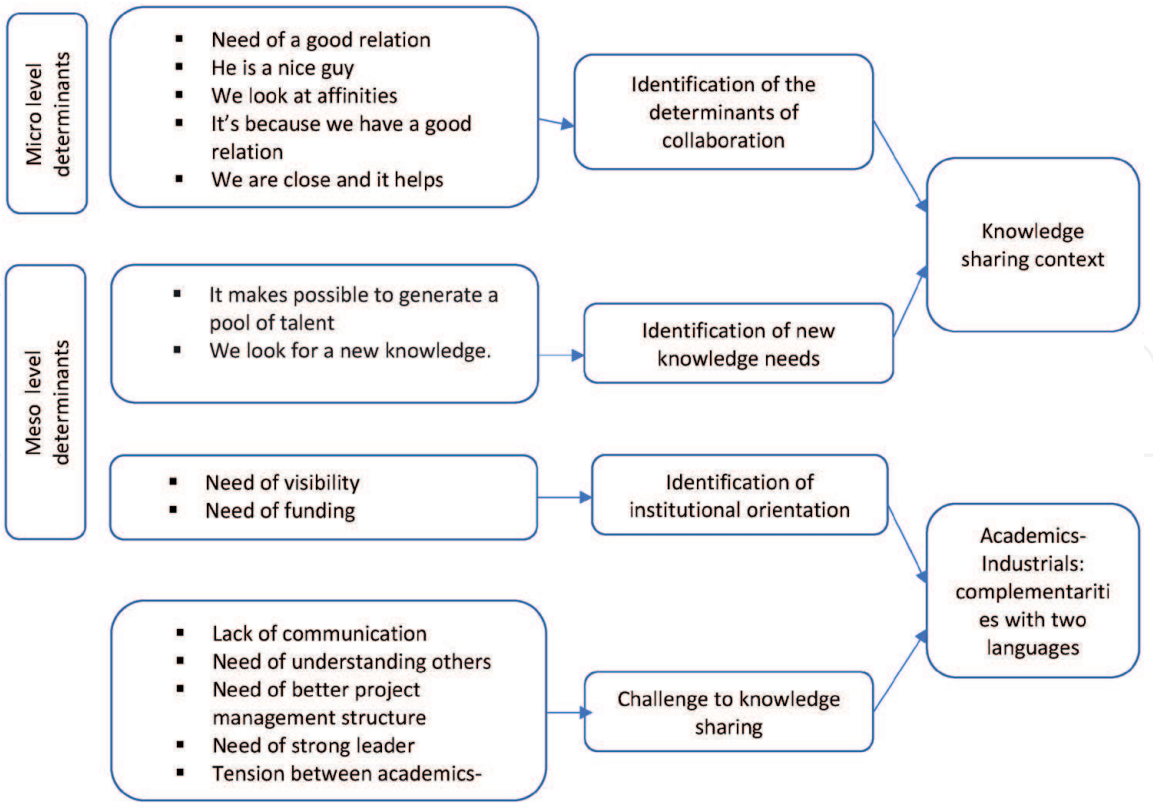 Micro level
determinants
▪ Need of a good relation
▪ He is a nice guy
▪ We look at affinities
▪ It's because we have a good
relation
▪ We are close and it helps
Identification of the
determinants of
collaboration
Knowledge
sharing context
Meso level
determinants
▪ It makes possible to generate a
pool of talent
▪ We look for a new knowledge.
Identification of new
knowledge needs
▪ Need of visibility
▪ Need of funding
Identification of
institutional orientation
Academics-
Industrials:
complementariti
es with two
languages
▪ Lack of communication
▪ Need of understanding others
▪ Need of better project
management structure
▪ Need of strong leader
▪ Tension between academics-
Challenge to knowledge
sharing